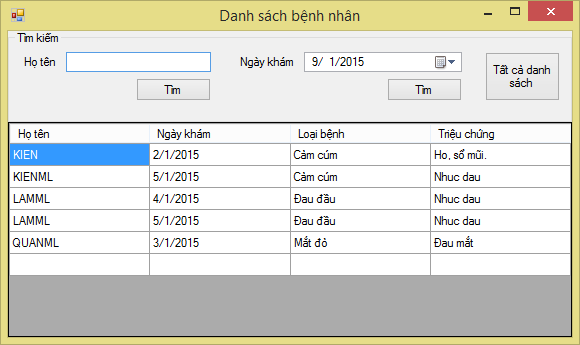 Danh sách bệnh nhân
Tìm kiếm
Họ tên
Ngày khám 9/ 1/2015
Tìm
Tìm
Tất cả danh
sách
Họ tên Ngày khám Loại bệnh Triệu chứng
KIEN 2/1/2015 Cảm cúm Ho, sổ mũi.
KIENML 5/1/2015 Cảm cúm Nhuc dau
LAMML 4/1/2015 Đau đầu Nhuc dau
LAMML 5/1/2015 Đau đầu Nhuc dau
QUANML 3/1/2015 Mắt đỏ Đau mắt